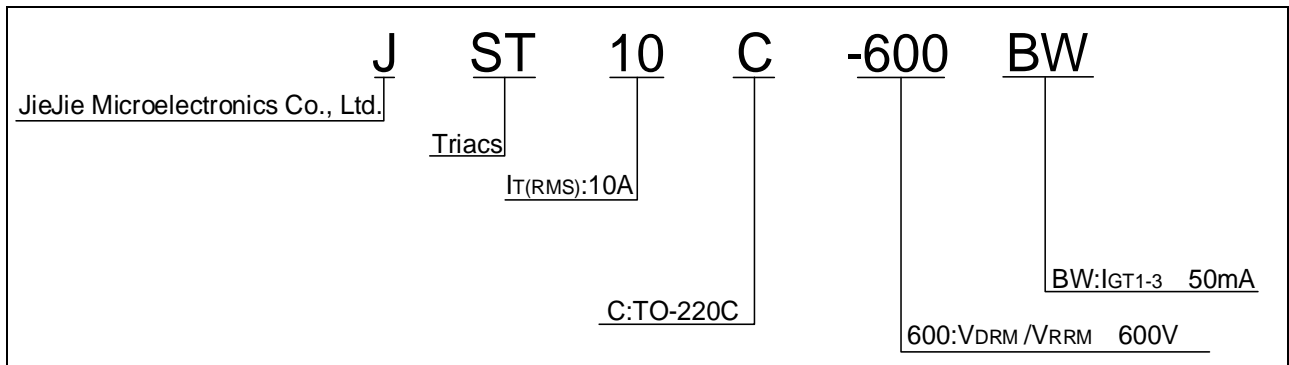 J ST 10 C -600 BW
JieJie Microelectronics Co., Ltd.
Triacs
IT(RMS):10A
BW:IGT1-3 50mA
C:TO-220C
600:VDRM /VRRM 600V